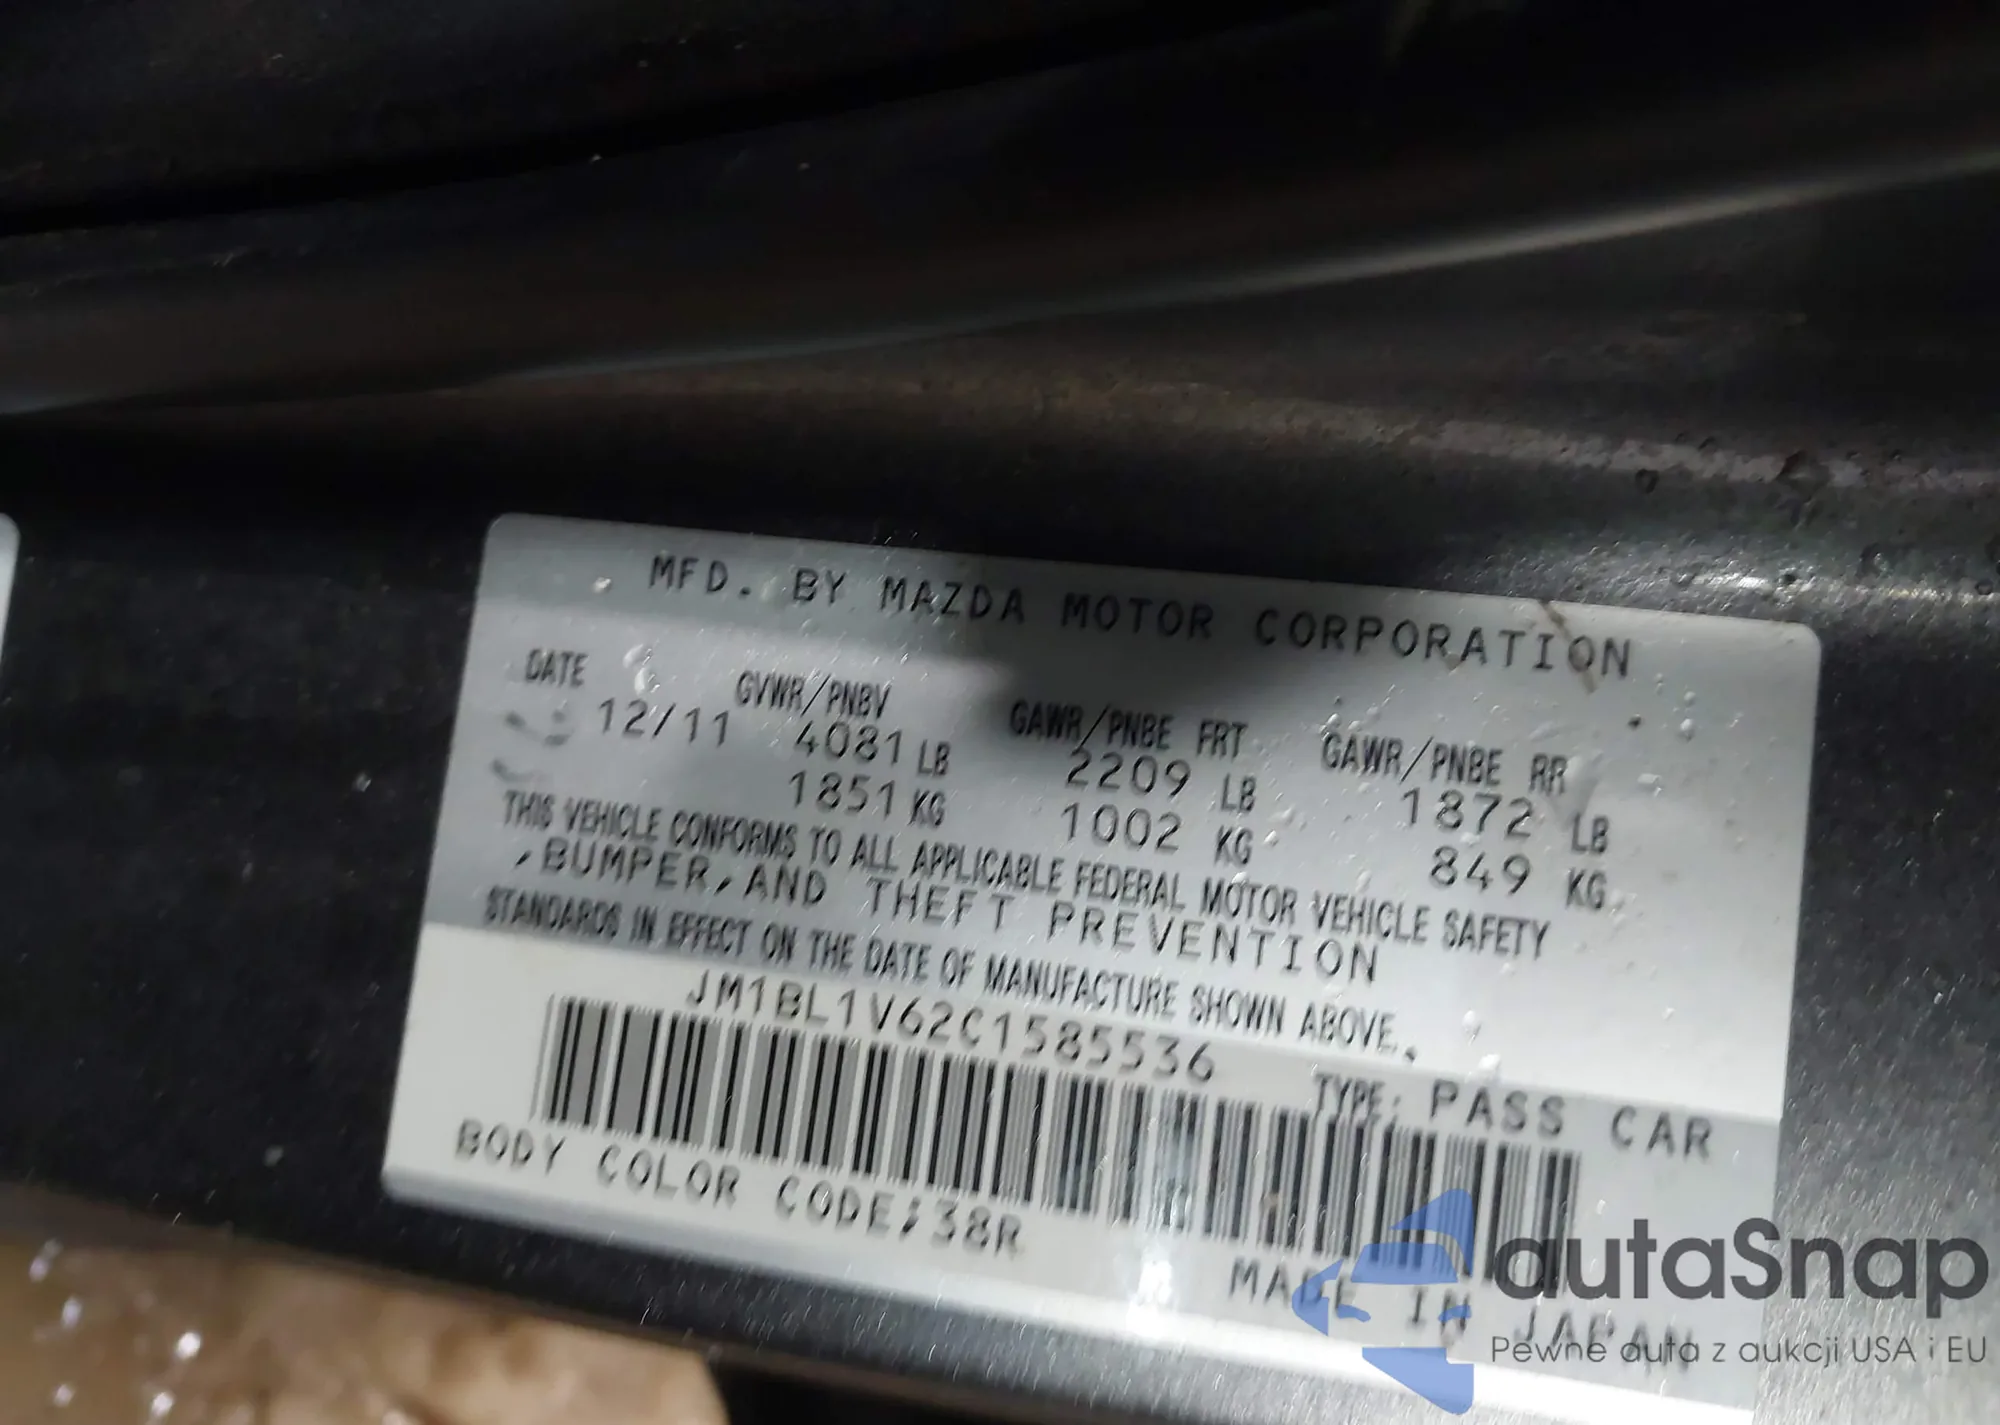 MFD. BY MAZDA MOTOR CORPORATION
DATE GVWR/PNBV GAWR/PNBE FRT GAWR/PNBE RR
12/11 4081 LB 2209 LB 1872 LB
1851 KG 1002 KG 849 KG
THIS VEHICLE CONFORMS TO ALL APPLICABLE FEDERAL MOTOR VEHICLE SAFETY
,BUMPER,AND THEFT PREVENTION
STANDARDS IN EFFECT ON THE DATE OF MANUFACTURE SHOWN ABOVE.
JM1BL1V62C1585536
TYPE: PASS CAR
BODY COLOR CODE:38R
MADE IN JAPAN
autaSnap
Pewne auta z aukcji USA i EU